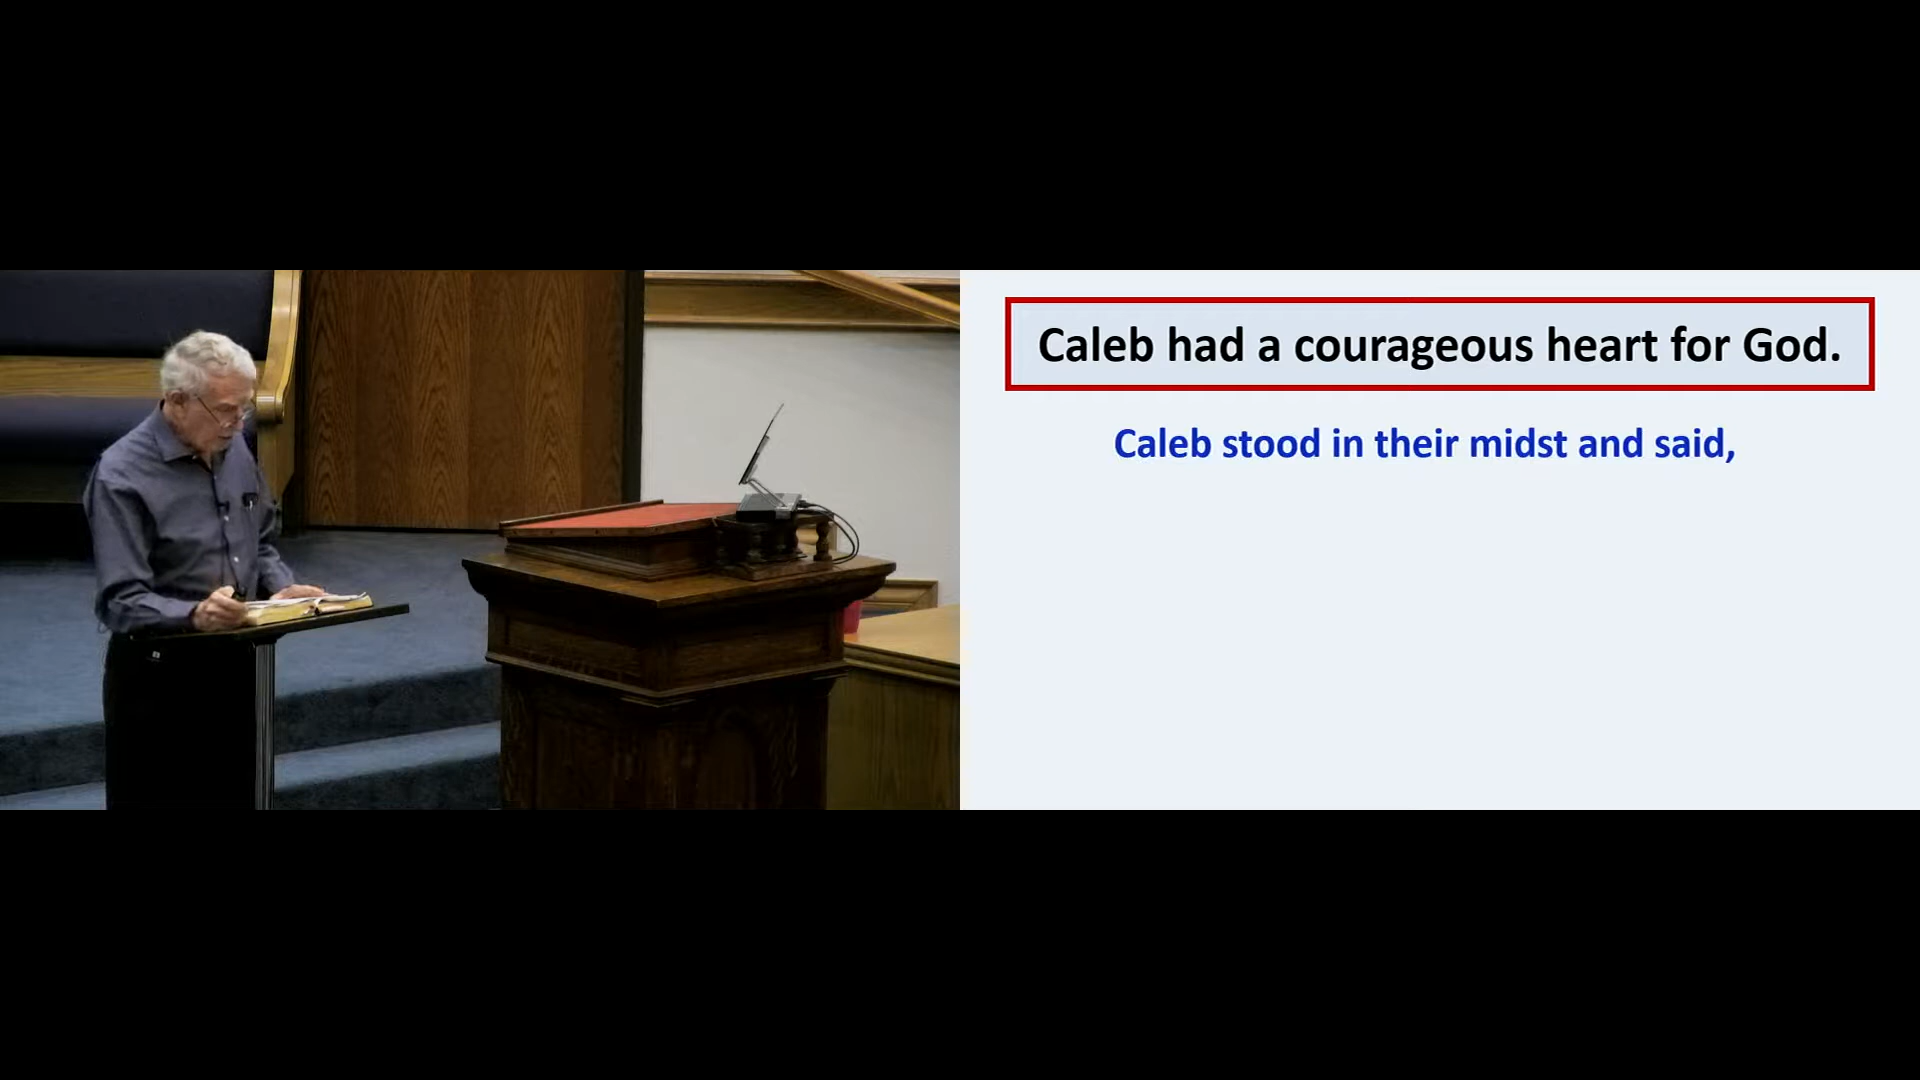 Caleb had a courageous heart for God.
Caleb stood in their midst and said,